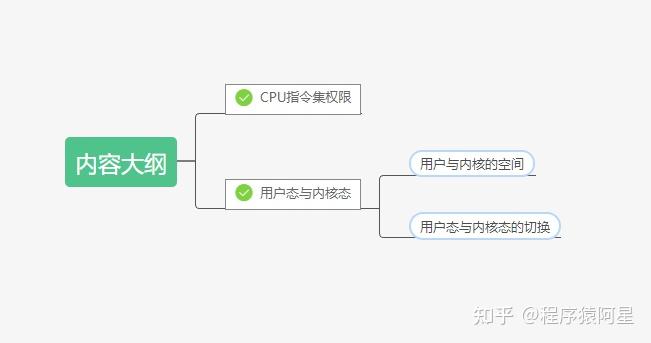 内容大纲
CPU指令集权限
用户态与内核态
用户与内核的空间
用户态与内核态的切换
知乎 @程序猿阿星